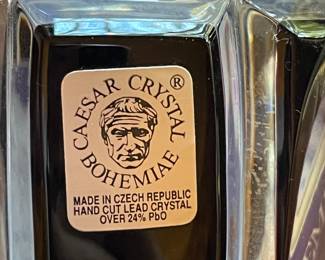 CAESAR CRYSTAL ®
BOHEMIAE
MADE IN CZECH REPUBLIC
HAND CUT LEAD CRYSTAL
OVER 24% PbO